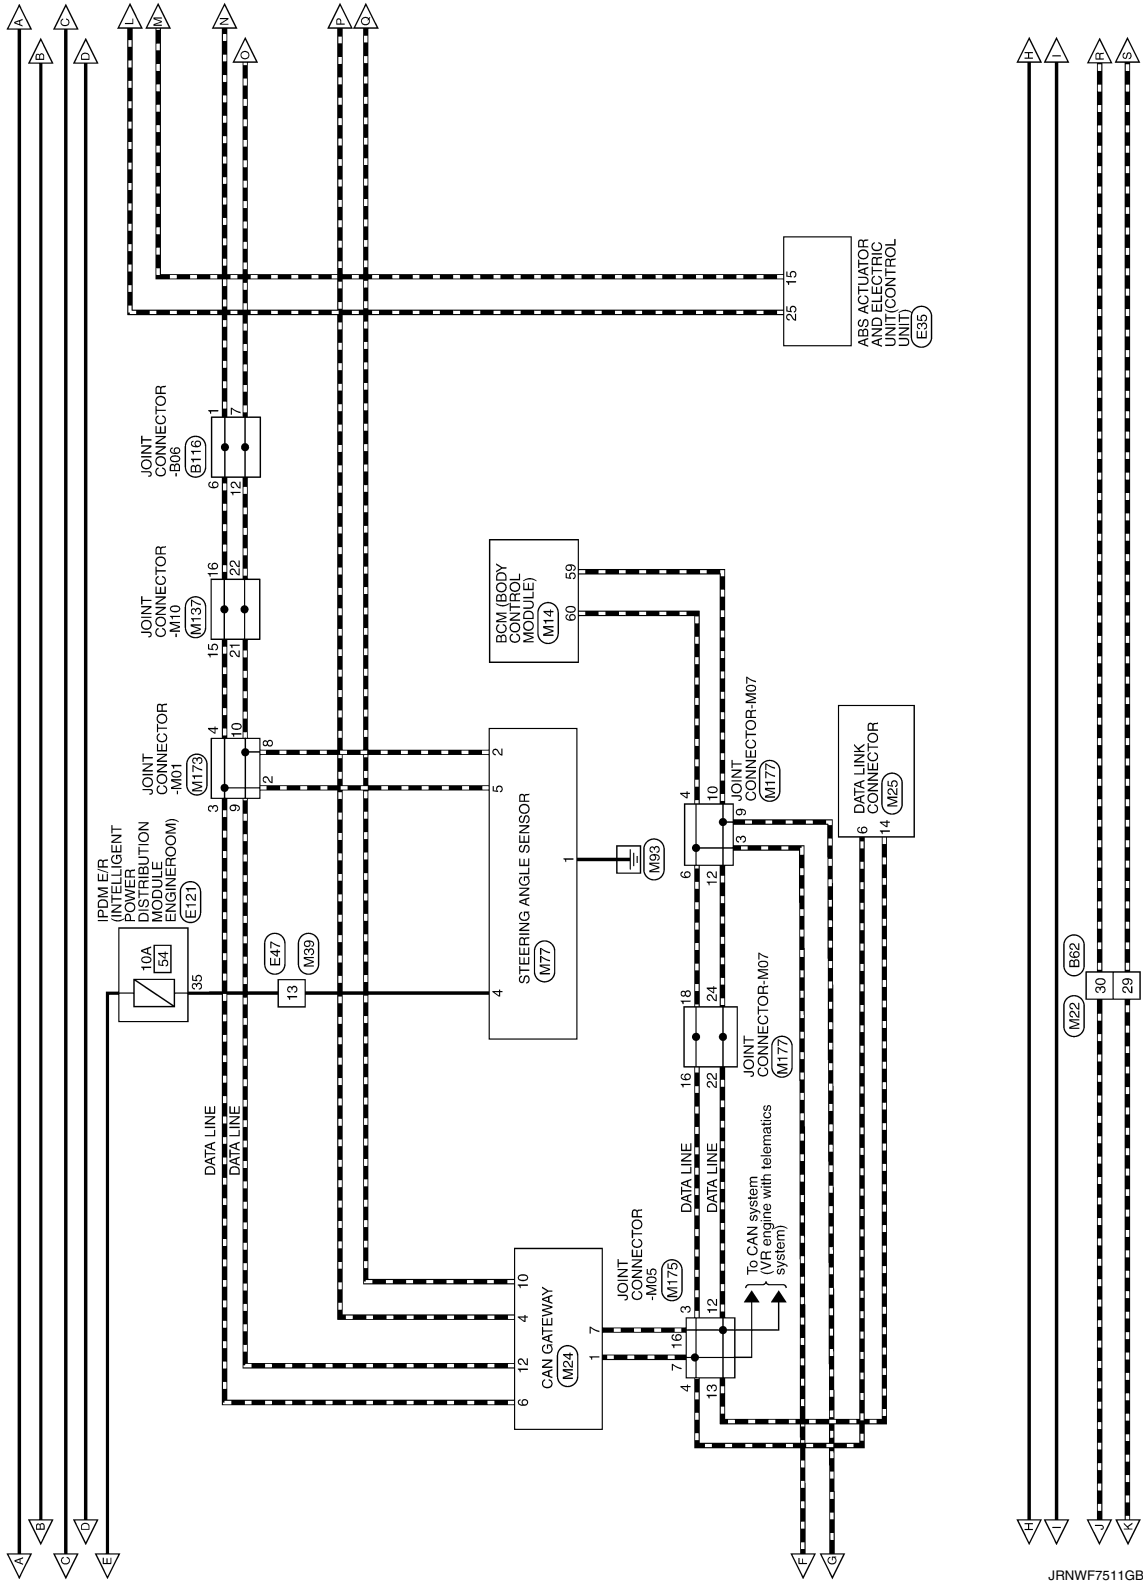 A
B
C
D
E
A
B
C
D
L
M
N
O
P
Q
IPDM E/R
(INTELLIGENT
POWER
DISTRIBUTION
MODULE
ENGINEROOM)
E121
10A
54
35
E47
13
M39
JOINT
CONNECTOR
-M01
M173
3
9
4
10
2
8
JOINT
CONNECTOR
-M10
M137
15
21
16
22
JOINT
CONNECTOR
-B06
B116
6
12
1
7
DATA LINE
DATA LINE
CAN GATEWAY
M24
6
12
4
10
1
7
STEERING ANGLE SENSOR
M77
4
5
2
1
M93
BCM (BODY
CONTROL
MODULE)
M14
60
59
JOINT
CONNECTOR
-M05
M175
4
13
7
16
3
12
To CAN system
(VR engine with telematics
system)
DATA LINE
DATA LINE
JOINT
CONNECTOR-M07
M177
16
22
18
24
JOINT
CONNECTOR-M07
M177
6
12
4
10
3
9
DATA LINK
CONNECTOR
M25
6
14
ABS ACTUATOR
AND ELECTRIC
UNIT(CONTROL
UNIT)
E35
25
15
F
G
H
I
J
K
H
I
R
S
M22
30
29
B62
JRNWF7511GB